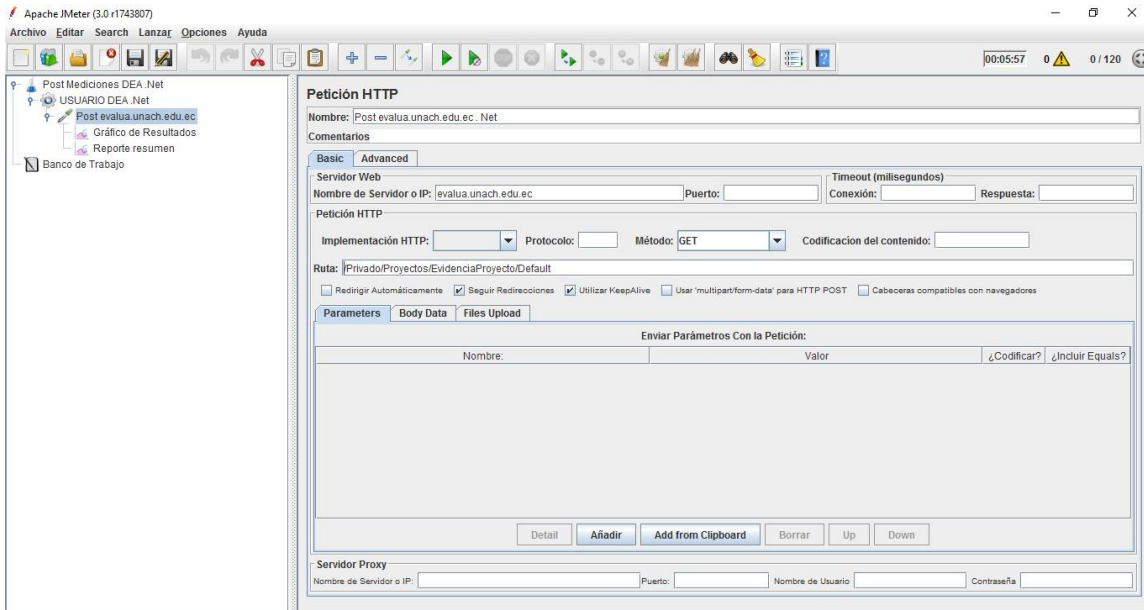 Apache JMeter (3.0 r1743807)
Archivo Editar Search Lanzar Opciones Ayuda
00:05:57 0 0 / 120
Post Mediciones DEA .Net
USUARIO DEA .Net
Post evalua.unach.edu.ec
Gráfico de Resultados
Reporte resumen
Banco de Trabajo
Petición HTTP
Nombre: Post evalua.unach.edu.ec . Net
Comentarios
Basic Advanced
Servidor Web Timeout (milisegundos)
Nombre de Servidor o IP: evalua.unach.edu.ec Puerto: Conexión: Respuesta:
Petición HTTP
Implementación HTTP: Protocolo: Método: GET Codificacion del contenido:
Ruta: /Privado/Proyectos/EvidenciaProyecto/Default
Redirigir Automáticamente Seguir Redirecciones Utilizar KeepAlive Usar 'multipart/form-data' para HTTP POST Cabeceras compatibles con navegadores
Parameters Body Data Files Upload
Enviar Parámetros Con la Petición:
Nombre: Valor ¿Codificar? ¿Incluir Equals?
Detail Añadir Add from Clipboard Borrar Up Down
Servidor Proxy
Nombre de Servidor o IP: Puerto: Nombre de Usuario Contraseña